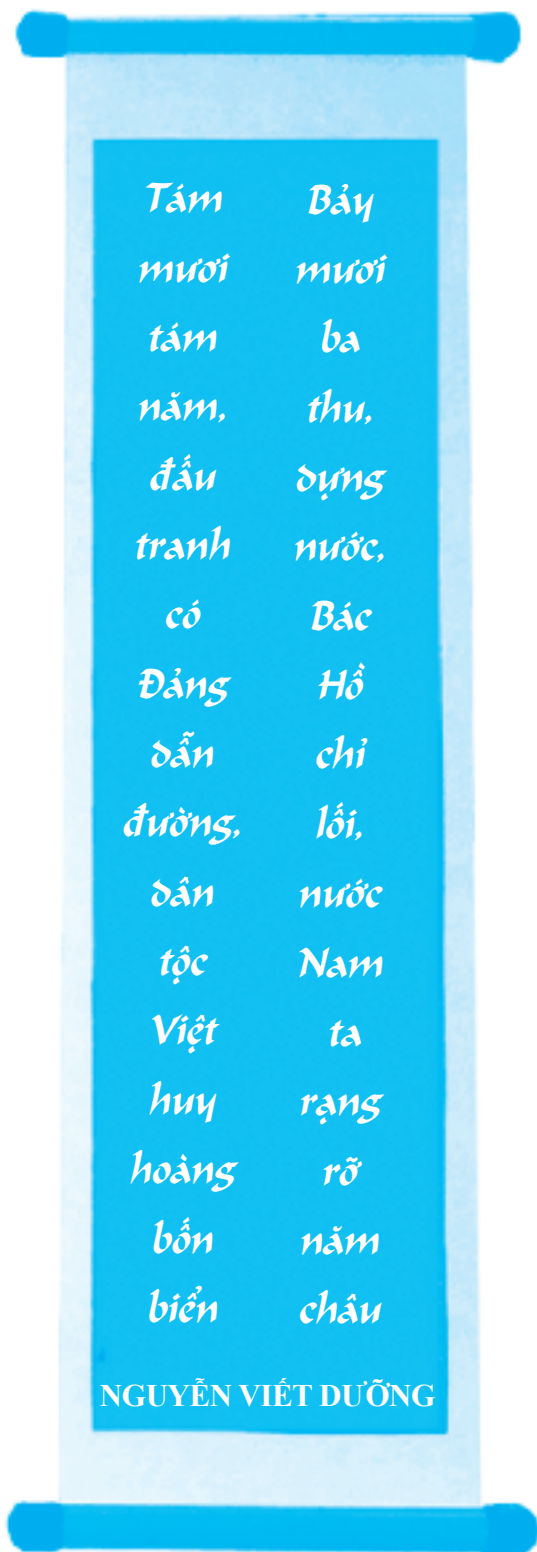 Tám mươi tám năm, đấu tranh có Đảng dẫn đường, dân tộc Việt huy hoàng bốn biển
Bảy mươi ba thu, dựng nước, Bác Hồ chỉ lối, nước Nam ta rạng rỡ năm châu
NGUYỄN VIẾT DƯỠNG